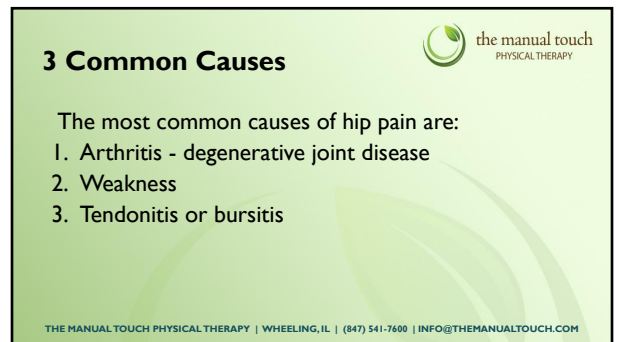 3 Common Causes
the manual touch
PHYSICAL THERAPY
The most common causes of hip pain are:
1. Arthritis - degenerative joint disease
2. Weakness
3. Tendonitis or bursitis
THE MANUAL TOUCH PHYSICAL THERAPY | WHEELING, IL | (847) 541-7600 | INFO@THEMANUALTOUCH.COM